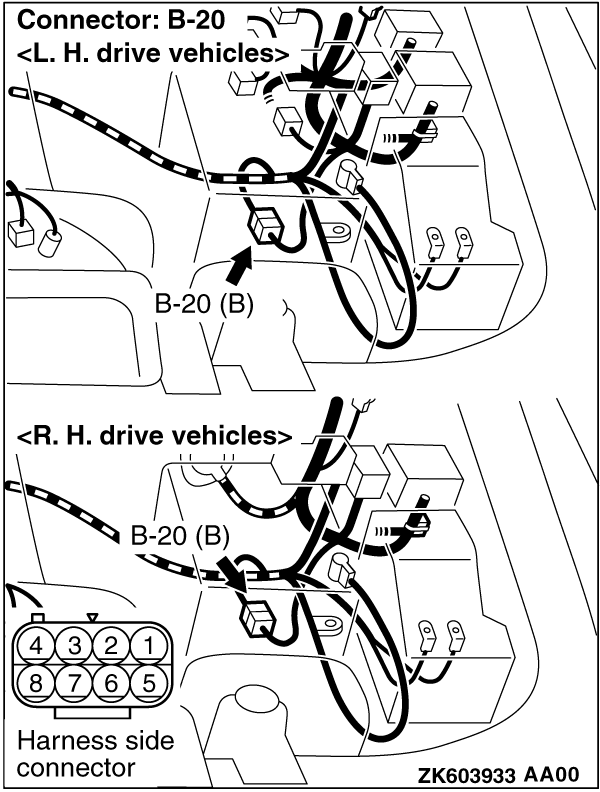 Connector: B-20
<L. H. drive vehicles>
B-20 (B)
<R. H. drive vehicles>
B-20 (B)
4 3 2 1
8 7 6 5
Harness side
connector
ZK603933 AA00